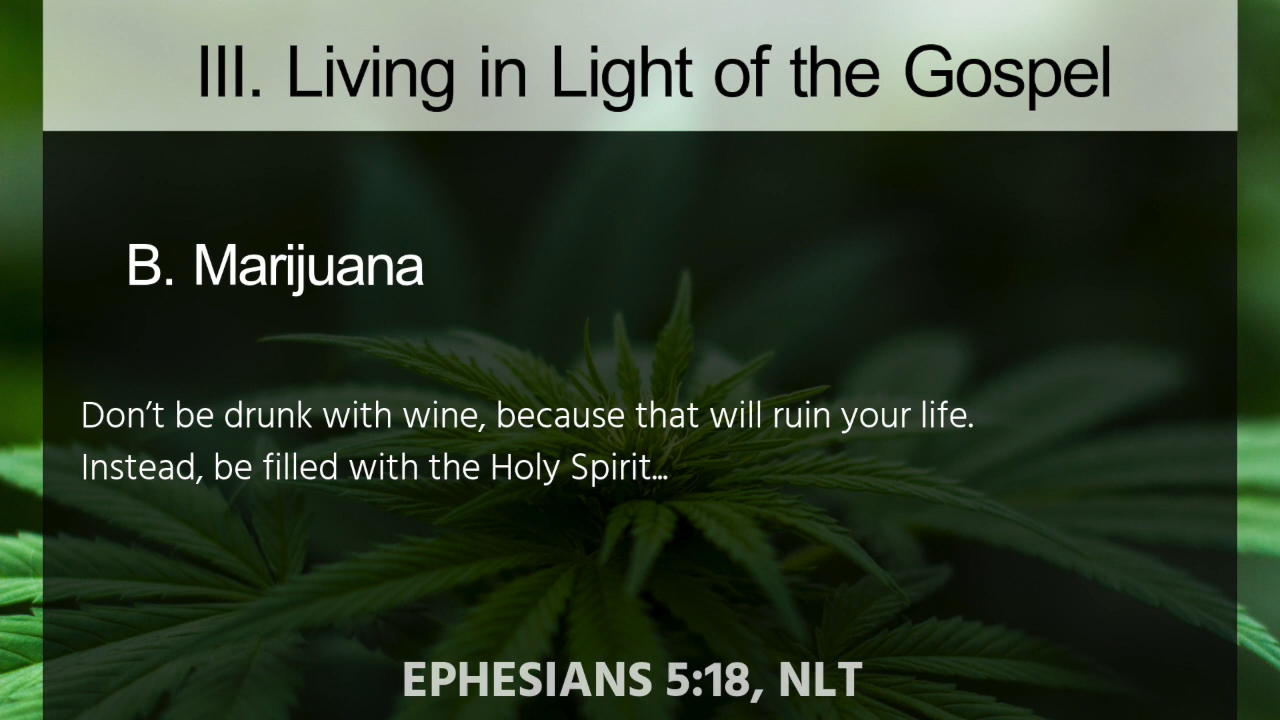 III. Living in Light of the Gospel
B. Marijuana
Don’t be drunk with wine, because that will ruin your life.
Instead, be filled with the Holy Spirit...
EPHESIANS 5:18, NLT